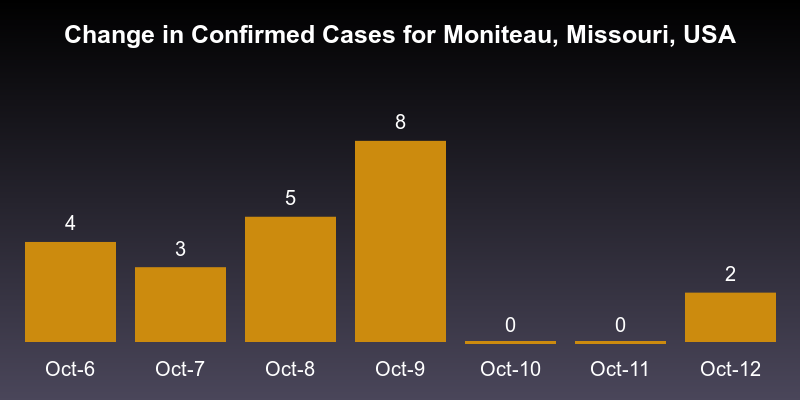 Change in Confirmed Cases for Moniteau, Missouri, USA
8
5
4
3
2
0
0
Oct-6
Oct-7
Oct-8
Oct-9
Oct-10
Oct-11
Oct-12